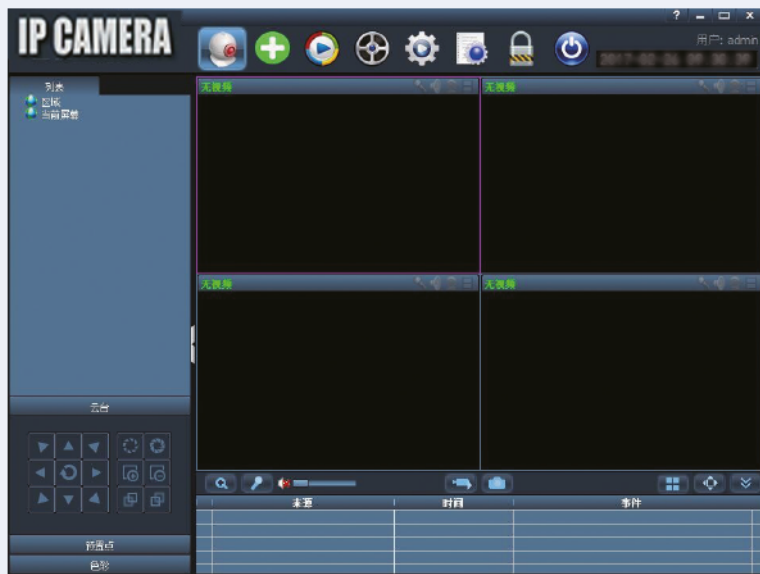 ?
IP CAMERA
用户: admin
列表
区域
当前屏幕
无视频
无视频
无视频
无视频
云台
来源 时间 事件
预置点
色彩